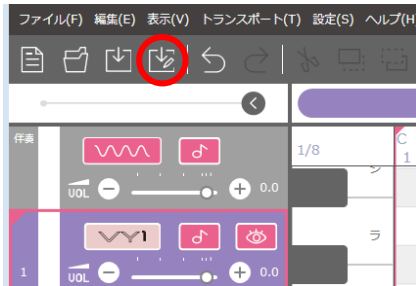 ファイル(F) 編集(E) 表示(V) トランスポート(T) 設定(S) ヘルプ(H
伴奏
1/8
C
1
VOL
0.0
シ
VY1
ラ
1
VOL
0.0